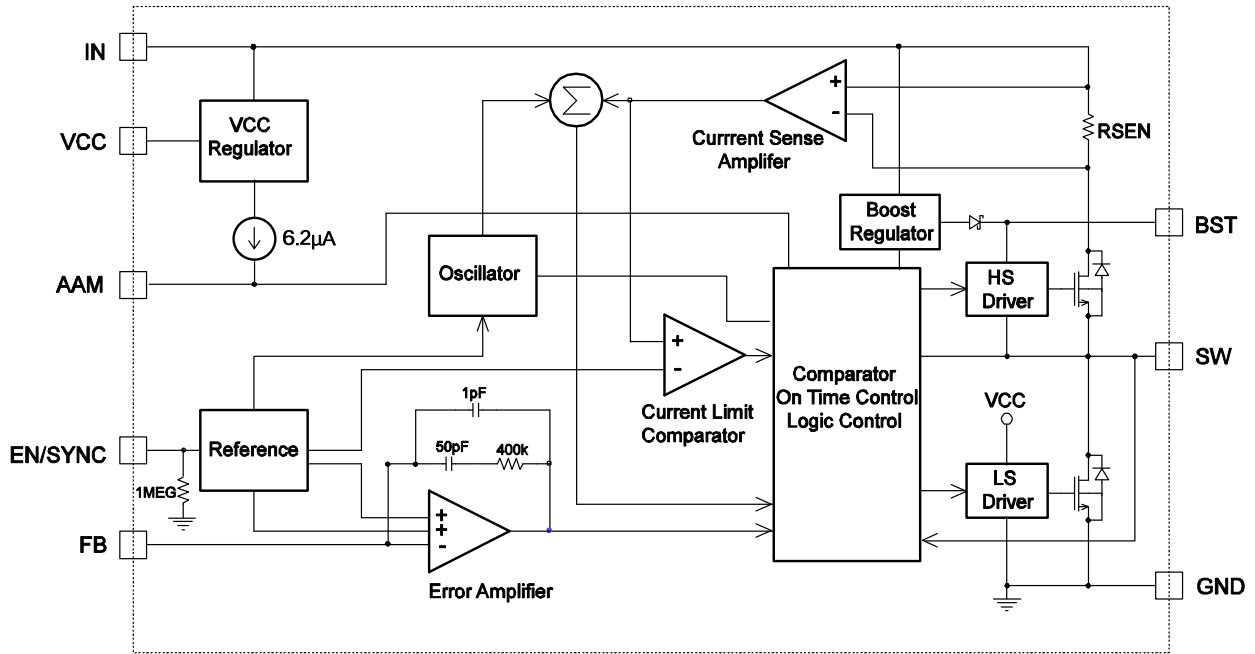 IN
VCC
Regulator
VCC
6.2µA
AAM
Σ
+
-
Currrent Sense
Amplifer
RSEN
Boost
Regulator
BST
Oscillator
HS
Driver
+
-
Current Limit
Comparator
Comparator
On Time Control
Logic Control
SW
VCC
1pF
50pF
400k
EN/SYNC
Reference
1MEG
LS
Driver
+
+
-
FB
Error Amplifier
GND